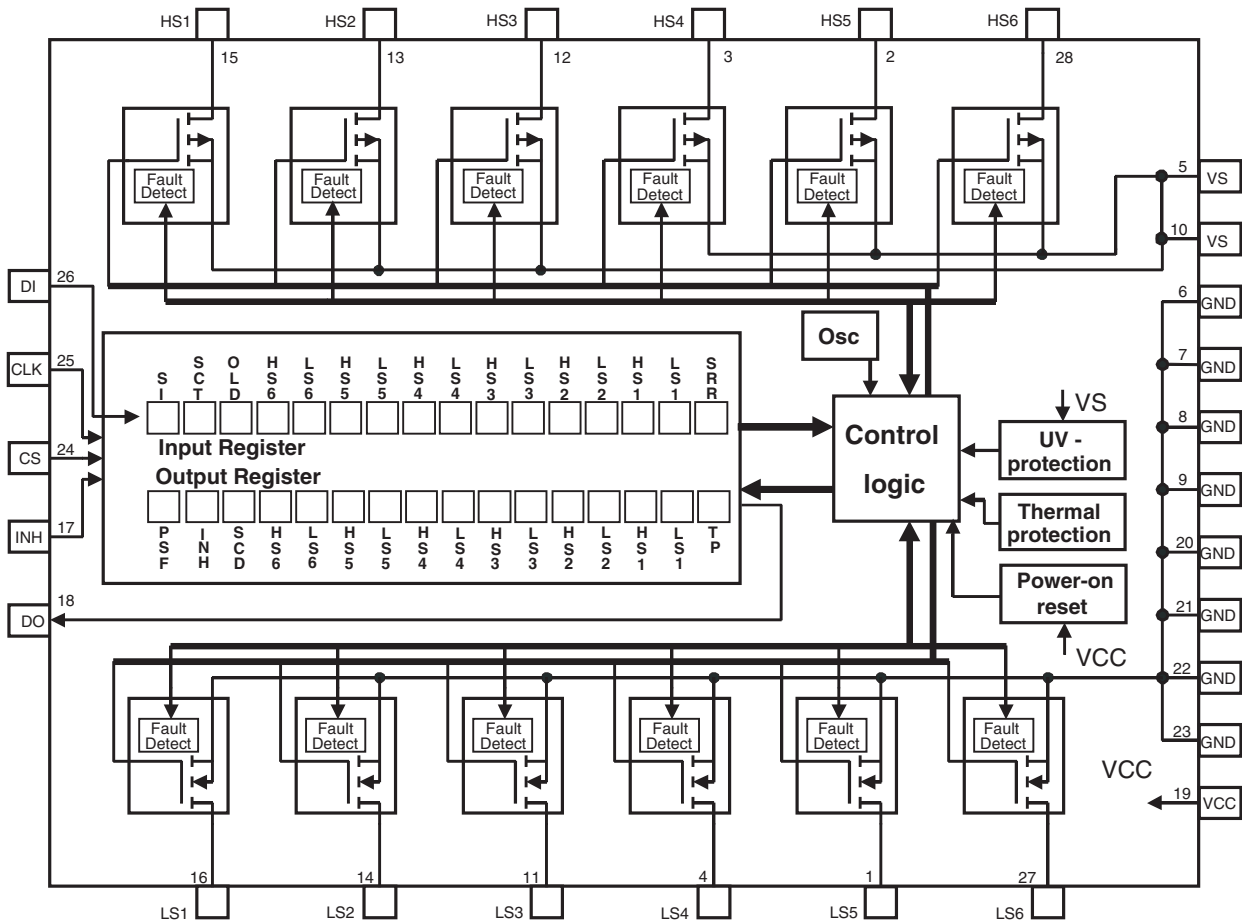 HS1 HS2 HS3 HS4 HS5 HS6
15 13 12 3 2 28
Fault Detect
Fault Detect
Fault Detect
Fault Detect
Fault Detect
Fault Detect
5 VS
10 VS
DI 26
6 GND
Osc
CLK 25
7 GND
SI SCT OLD HS6 LS6 HS5 LS5 HS4 LS4 HS3 LS3 HS2 LS2 HS1 LS1 SRR
VS
8 GND
Control logic
UV - protection
Input Register
CS 24
Output Register
9 GND
Thermal protection
INH 17
PSF INH SCD HS6 LS6 HS5 LS5 HS4 LS4 HS3 LS3 HS2 LS2 HS1 LS1 TP
20 GND
Power-on reset
DO 18
21 GND
VCC
22 GND
Fault Detect
Fault Detect
Fault Detect
Fault Detect
Fault Detect
Fault Detect
23 GND
VCC
19 VCC
16 14 11 4 1 27
LS1 LS2 LS3 LS4 LS5 LS6